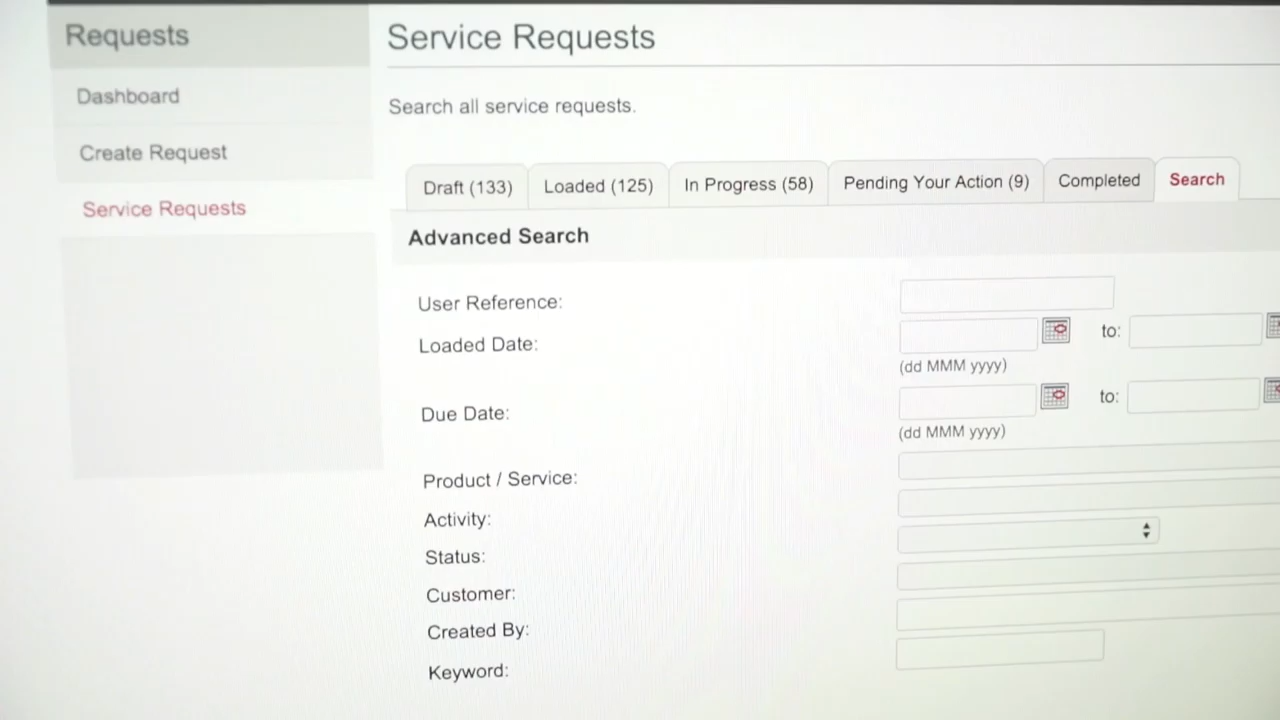 Requests
Dashboard
Create Request
Service Requests
Service Requests
Search all service requests.
Draft (133) Loaded (125) In Progress (58) Pending Your Action (9) Completed Search
Advanced Search
User Reference:
Loaded Date: to:
(dd MMM yyyy)
Due Date: to:
(dd MMM yyyy)
Product / Service:
Activity:
Status:
Customer:
Created By:
Keyword: